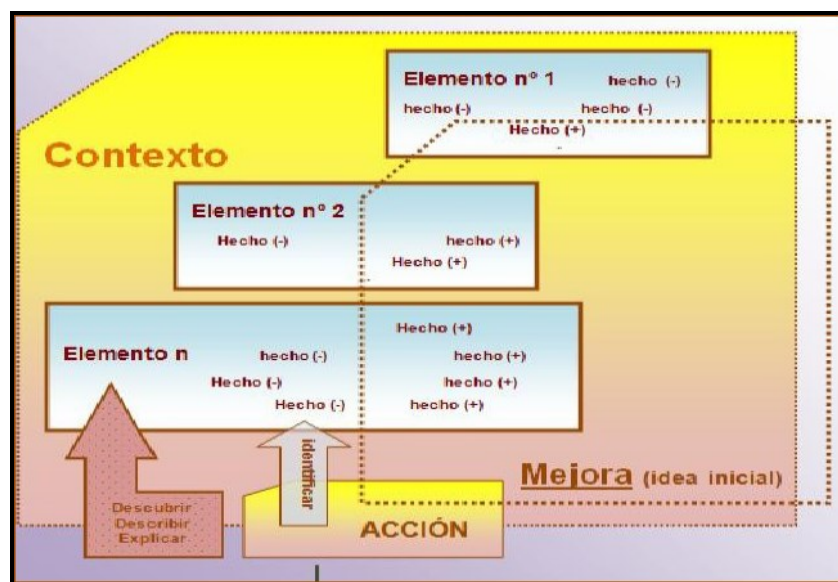 Elemento nº 1 hecho (-)
hecho (-) hecho (-)
Hecho (+)
Contexto
Elemento nº 2
Hecho (-) hecho (+)
Hecho (+)
Hecho (+)
Elemento n hecho (-) hecho (+)
Hecho (-) hecho (+)
Hecho (-) hecho (+)
identificar
Mejora (idea inicial)
Descubrir
Describir
Explicar
ACCIÓN